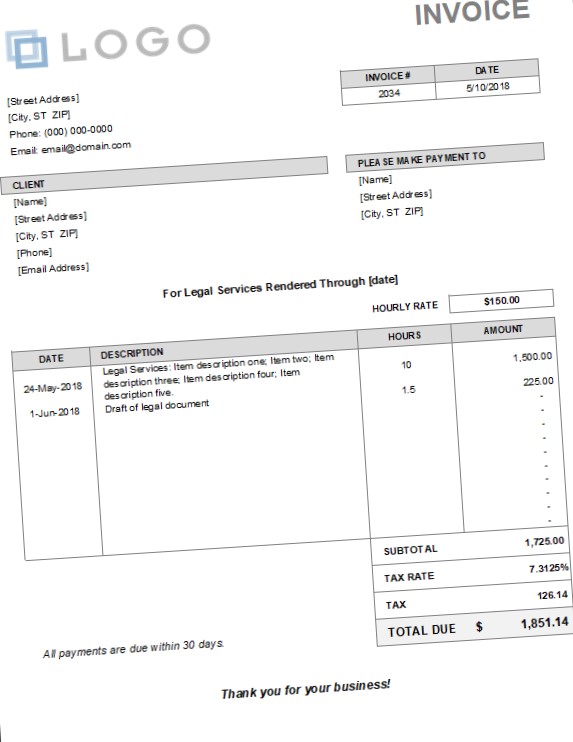 INVOICE
LOGO
INVOICE # DATE
2034 5/10/2018
[Street Address]
[City, ST ZIP]
Phone: (000) 000-0000
Email: email@domain.com
CLIENT
[Name]
[Street Address]
[City, ST ZIP]
[Phone]
[Email Address]
PLEASE MAKE PAYMENT TO
[Name]
[Street Address]
[City, ST ZIP]
For Legal Services Rendered Through [date]
HOURLY RATE $150.00
DATE DESCRIPTION HOURS AMOUNT
24-May-2018 Legal Services: Item description one; Item two; Item
description three; Item description four; Item
description five. 10 1,500.00
1-Jun-2018 Draft of legal document 1.5 225.00
-
-
-
-
-
-
-
-
-
-
SUBTOTAL 1,725.00
TAX RATE 7.3125%
TAX 126.14
TOTAL DUE $ 1,851.14
All payments are due within 30 days.
Thank you for your business!